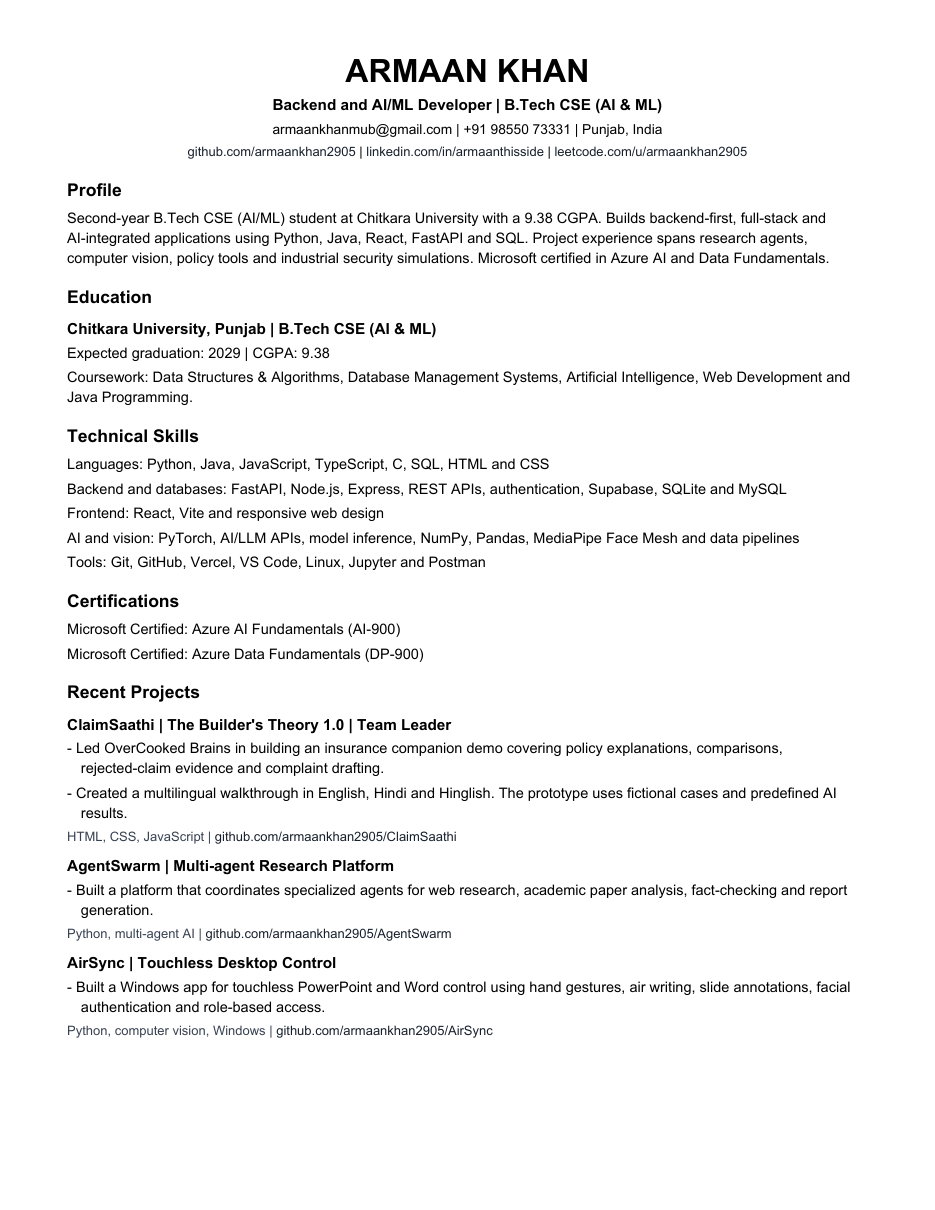 ARMAAN KHAN
Backend and AI/ML Developer | B.Tech CSE (AI & ML)
armaankhanmub@gmail.com | +91 98550 73331 | Punjab, India
github.com/armaankhan2905 | linkedin.com/in/armaanthisside | leetcode.com/u/armaankhan2905
Profile
Second-year B.Tech CSE (AI/ML) student at Chitkara University with a 9.38 CGPA. Builds backend-first, full-stack and
AI-integrated applications using Python, Java, React, FastAPI and SQL. Project experience spans research agents,
computer vision, policy tools and industrial security simulations. Microsoft certified in Azure AI and Data Fundamentals.
Education
Chitkara University, Punjab | B.Tech CSE (AI & ML)
Expected graduation: 2029 | CGPA: 9.38
Coursework: Data Structures & Algorithms, Database Management Systems, Artificial Intelligence, Web Development and
Java Programming.
Technical Skills
Languages: Python, Java, JavaScript, TypeScript, C, SQL, HTML and CSS
Backend and databases: FastAPI, Node.js, Express, REST APIs, authentication, Supabase, SQLite and MySQL
Frontend: React, Vite and responsive web design
AI and vision: PyTorch, AI/LLM APIs, model inference, NumPy, Pandas, MediaPipe Face Mesh and data pipelines
Tools: Git, GitHub, Vercel, VS Code, Linux, Jupyter and Postman
Certifications
Microsoft Certified: Azure AI Fundamentals (AI-900)
Microsoft Certified: Azure Data Fundamentals (DP-900)
Recent Projects
ClaimSaathi | The Builder's Theory 1.0 | Team Leader
- Led OverCooked Brains in building an insurance companion demo covering policy explanations, comparisons,
rejected-claim evidence and complaint drafting.
- Created a multilingual walkthrough in English, Hindi and Hinglish. The prototype uses fictional cases and predefined AI
results.
HTML, CSS, JavaScript | github.com/armaankhan2905/ClaimSaathi
AgentSwarm | Multi-agent Research Platform
- Built a platform that coordinates specialized agents for web research, academic paper analysis, fact-checking and report
generation.
Python, multi-agent AI | github.com/armaankhan2905/AgentSwarm
AirSync | Touchless Desktop Control
- Built a Windows app for touchless PowerPoint and Word control using hand gestures, air writing, slide annotations, facial
authentication and role-based access.
Python, computer vision, Windows | github.com/armaankhan2905/AirSync